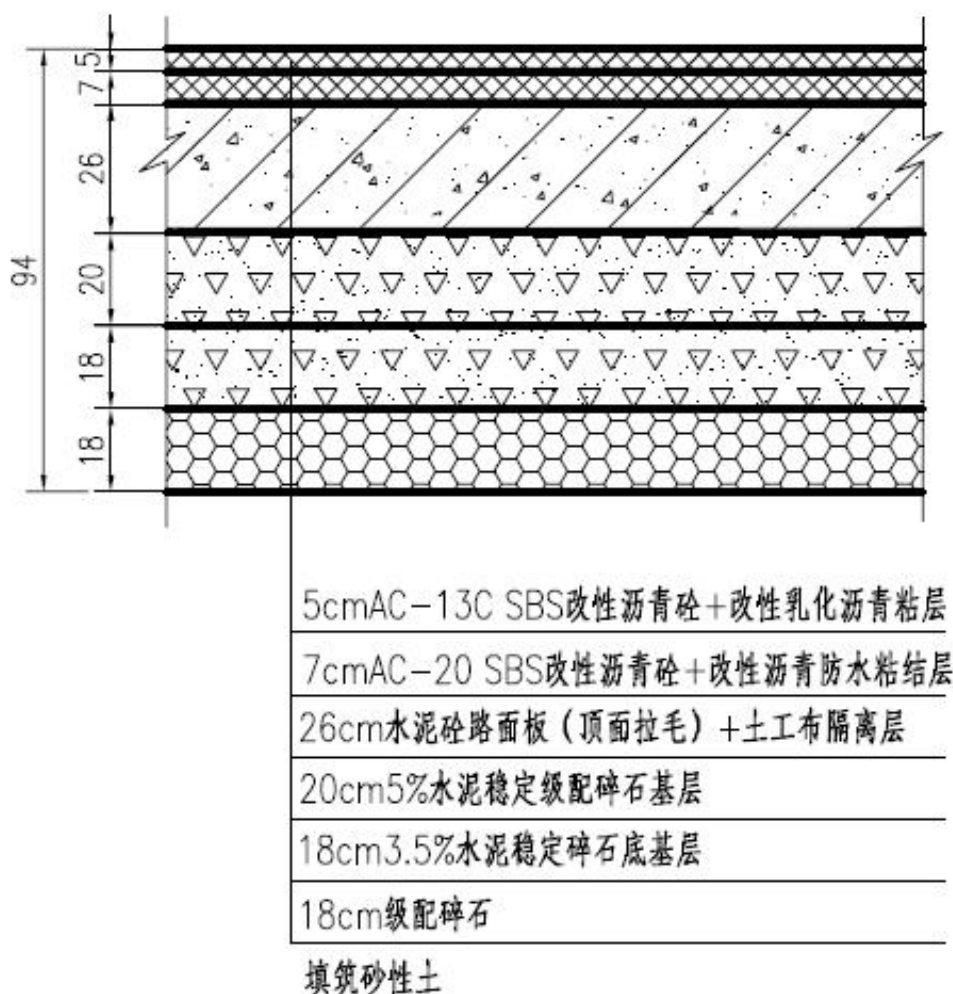 5
7
26
20
18
18
94
5cmAC-13C SBS改性沥青砼+改性乳化沥青粘层
7cmAC-20 SBS改性沥青砼+改性沥青防水粘结层
26cm水泥砼路面板(顶面拉毛)+土工布隔离层
20cm5%水泥稳定级配碎石基层
18cm3.5%水泥稳定碎石底基层
18cm级配碎石
填筑砂性土